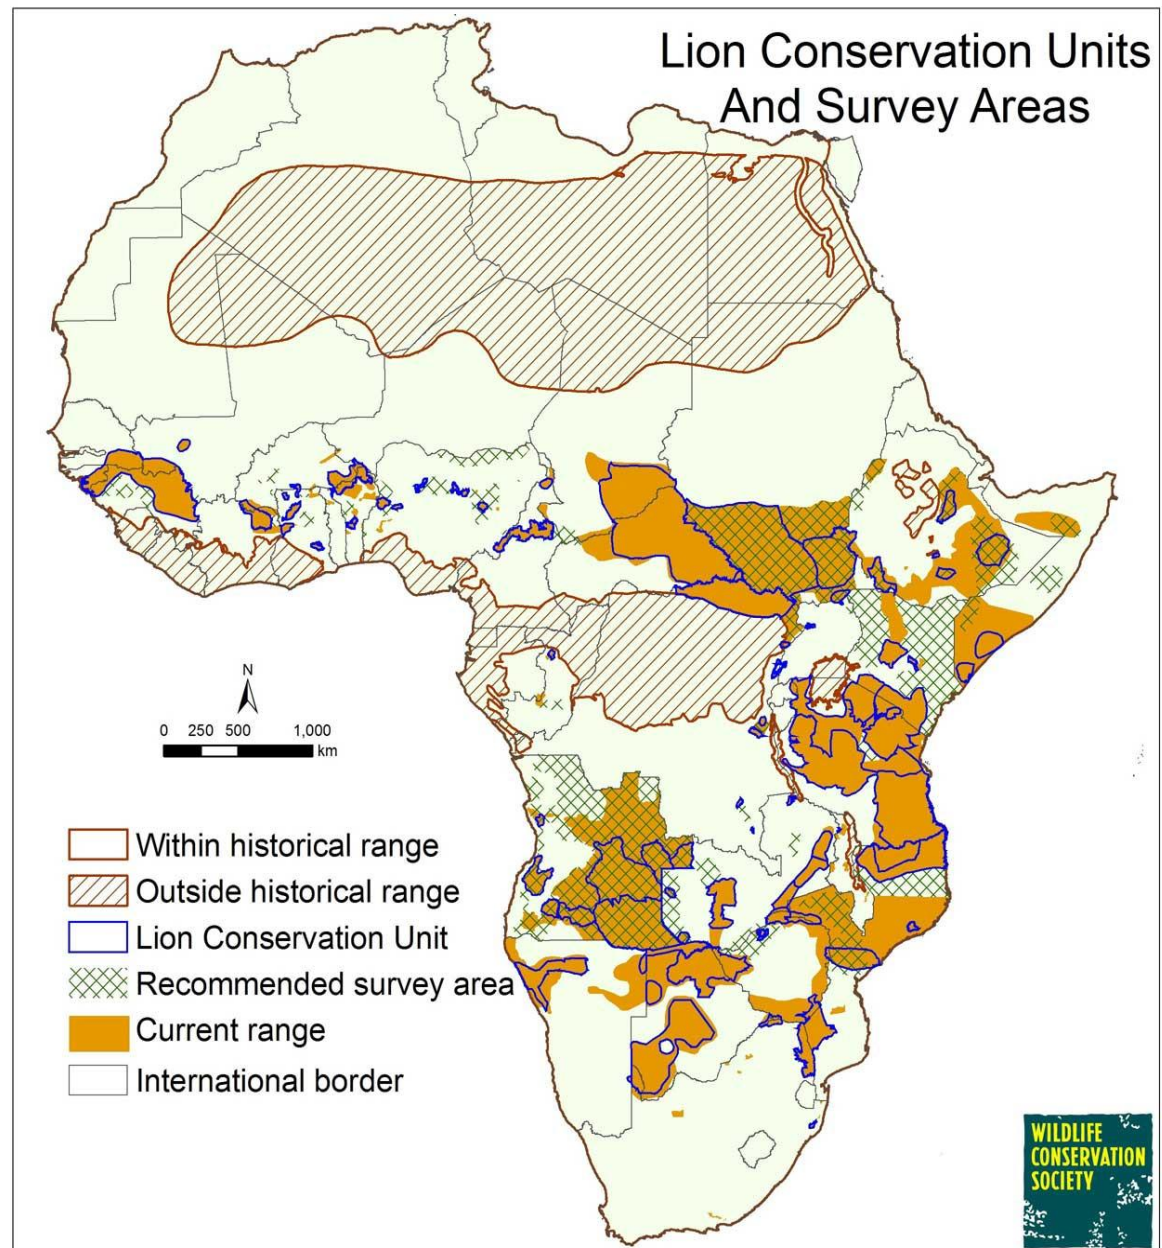 Lion Conservation Units
And Survey Areas
N
0 250 500 1,000
km
Within historical range
Outside historical range
Lion Conservation Unit
Recommended survey area
Current range
International border
WILDLIFE
CONSERVATION
SOCIETY